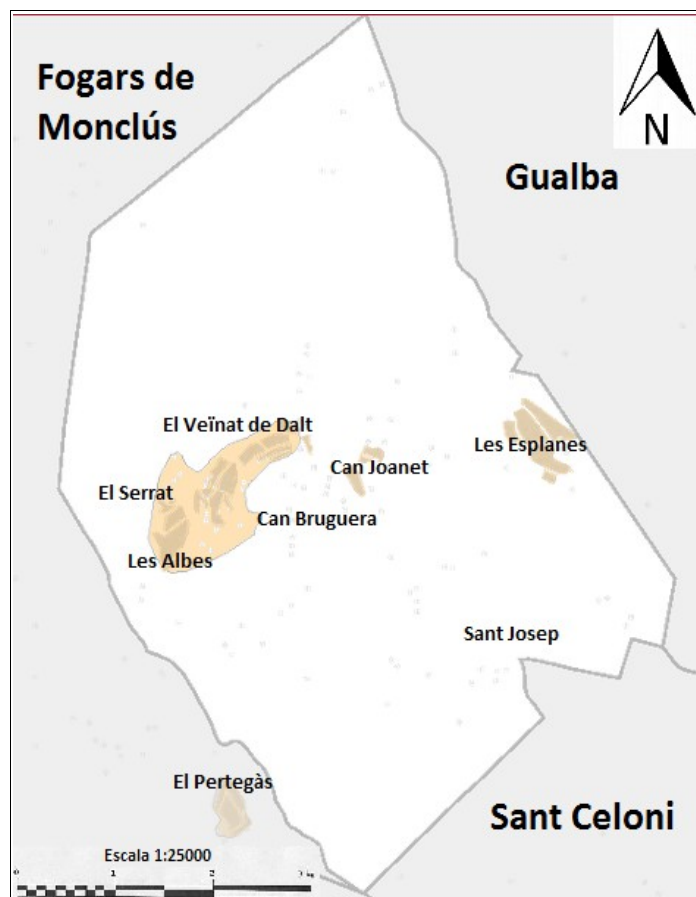 Fogars de
Monclús
N
Gualba
El Veïnat de Dalt
Les Esplanes
Can Joanet
El Serrat
Can Bruguera
Les Albes
Sant Josep
El Pertegàs
Sant Celoni
Escala 1:25000
0 1 2 3